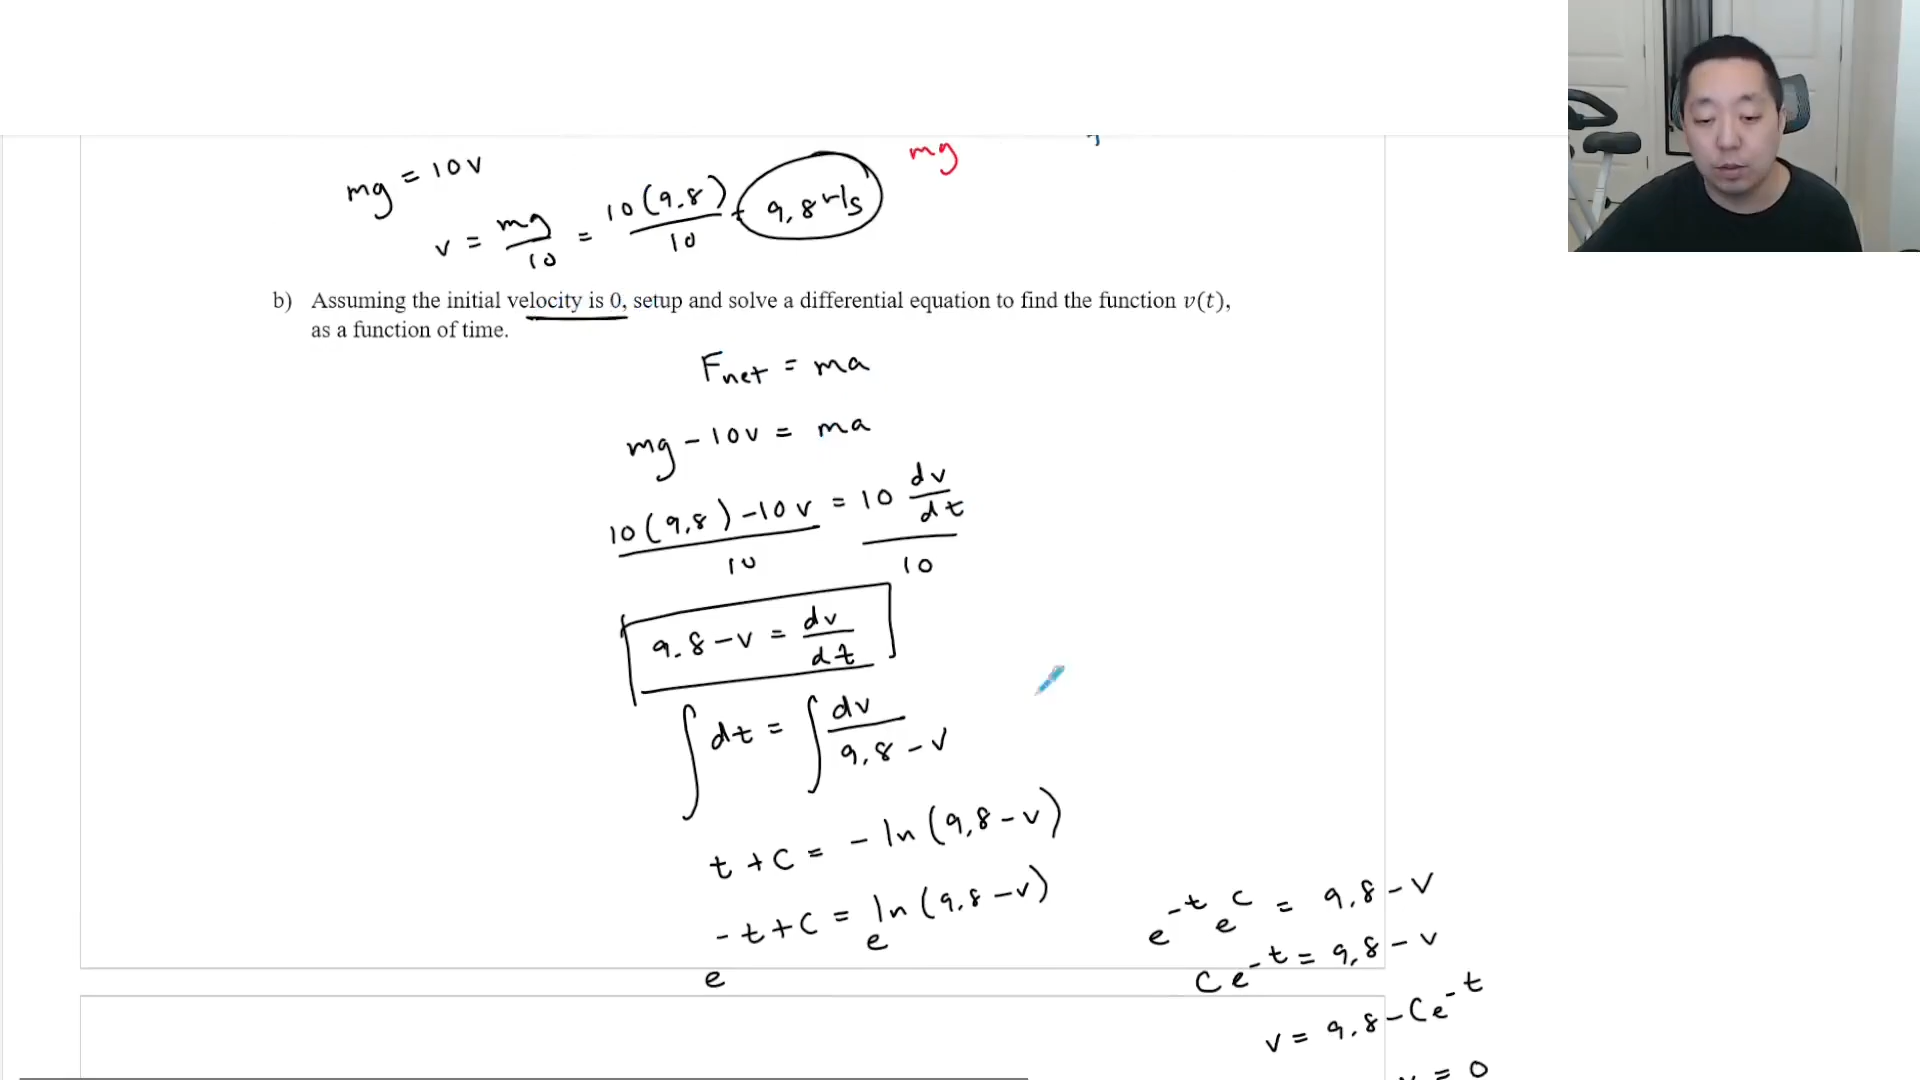 mg = 10v
mg
v = mg/10 = 10(9.8)/10 = 9.8 m/s
b) Assuming the initial velocity is 0, setup and solve a differential equation to find the function v(t),
as a function of time.
Fnet = ma
mg - 10v = ma
10(9.8) - 10v / 10 = 10 dv/dt / 10
9.8 - v = dv/dt
∫ dt = ∫ dv / 9.8 - v
t + C = - ln(9.8 - v)
e^(-t + C) = e^(ln(9.8 - v))
e^-t e^C = 9.8 - v
Ce^-t = 9.8 - v
v = 9.8 - Ce^-t
= 0